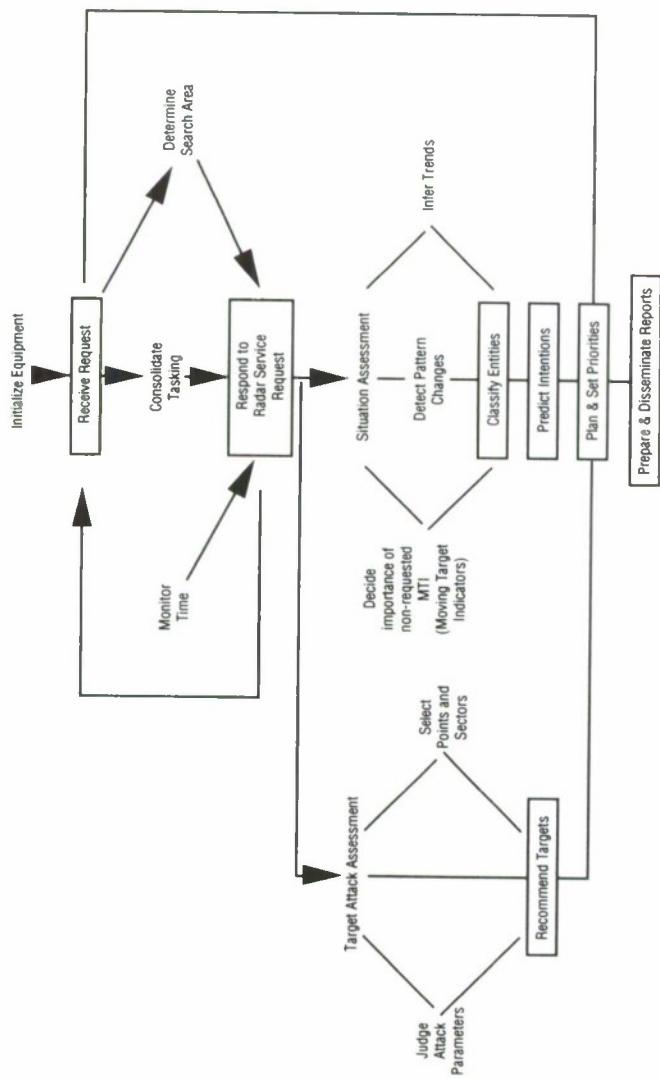 Initialize Equipment
Receive Request
Consolidate
Tasking
Determine
Search Area
Monitor
Time
Respond to
Radar Service
Request
Target Attack Assessment
Situation Assessment
Judge
Attack
Parameters
Select
Points and
Sectors
Decide
importance of
non-requested
MTI
(Moving Target
Indicators)
Detect Pattern
Changes
Infer Trends
Classify Entities
Recommend Targets
Predict Intentions
Plan & Set Priorities
Prepare & Disseminate Reports